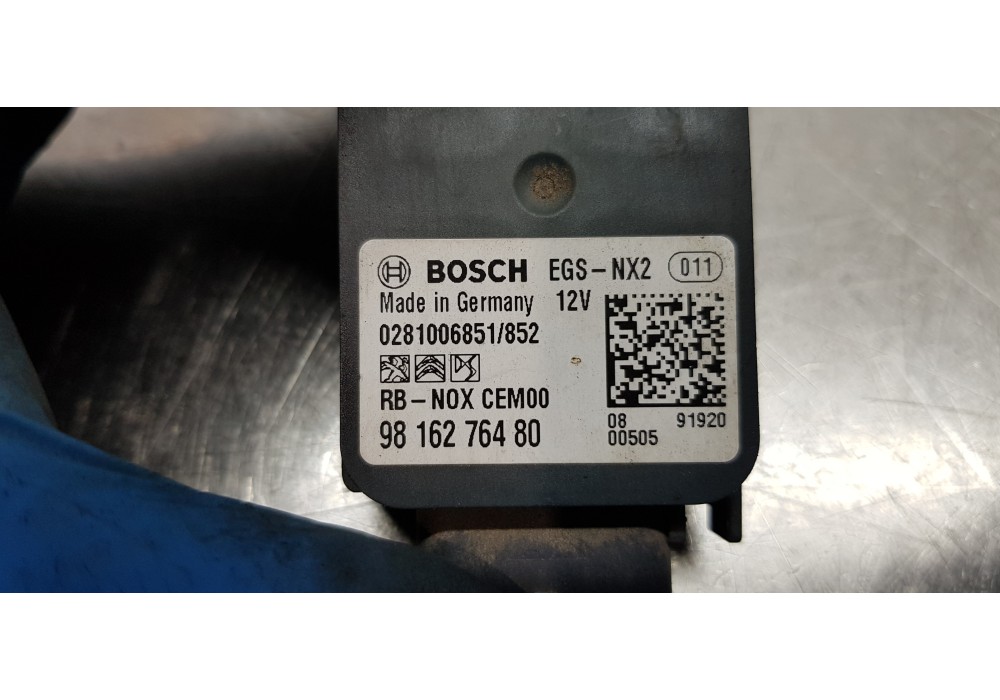 BOSCH EGS-NX2 011
Made in Germany 12V
0281006851/852
RB-NOX CEM00
98 162 764 80
08 91920
00505